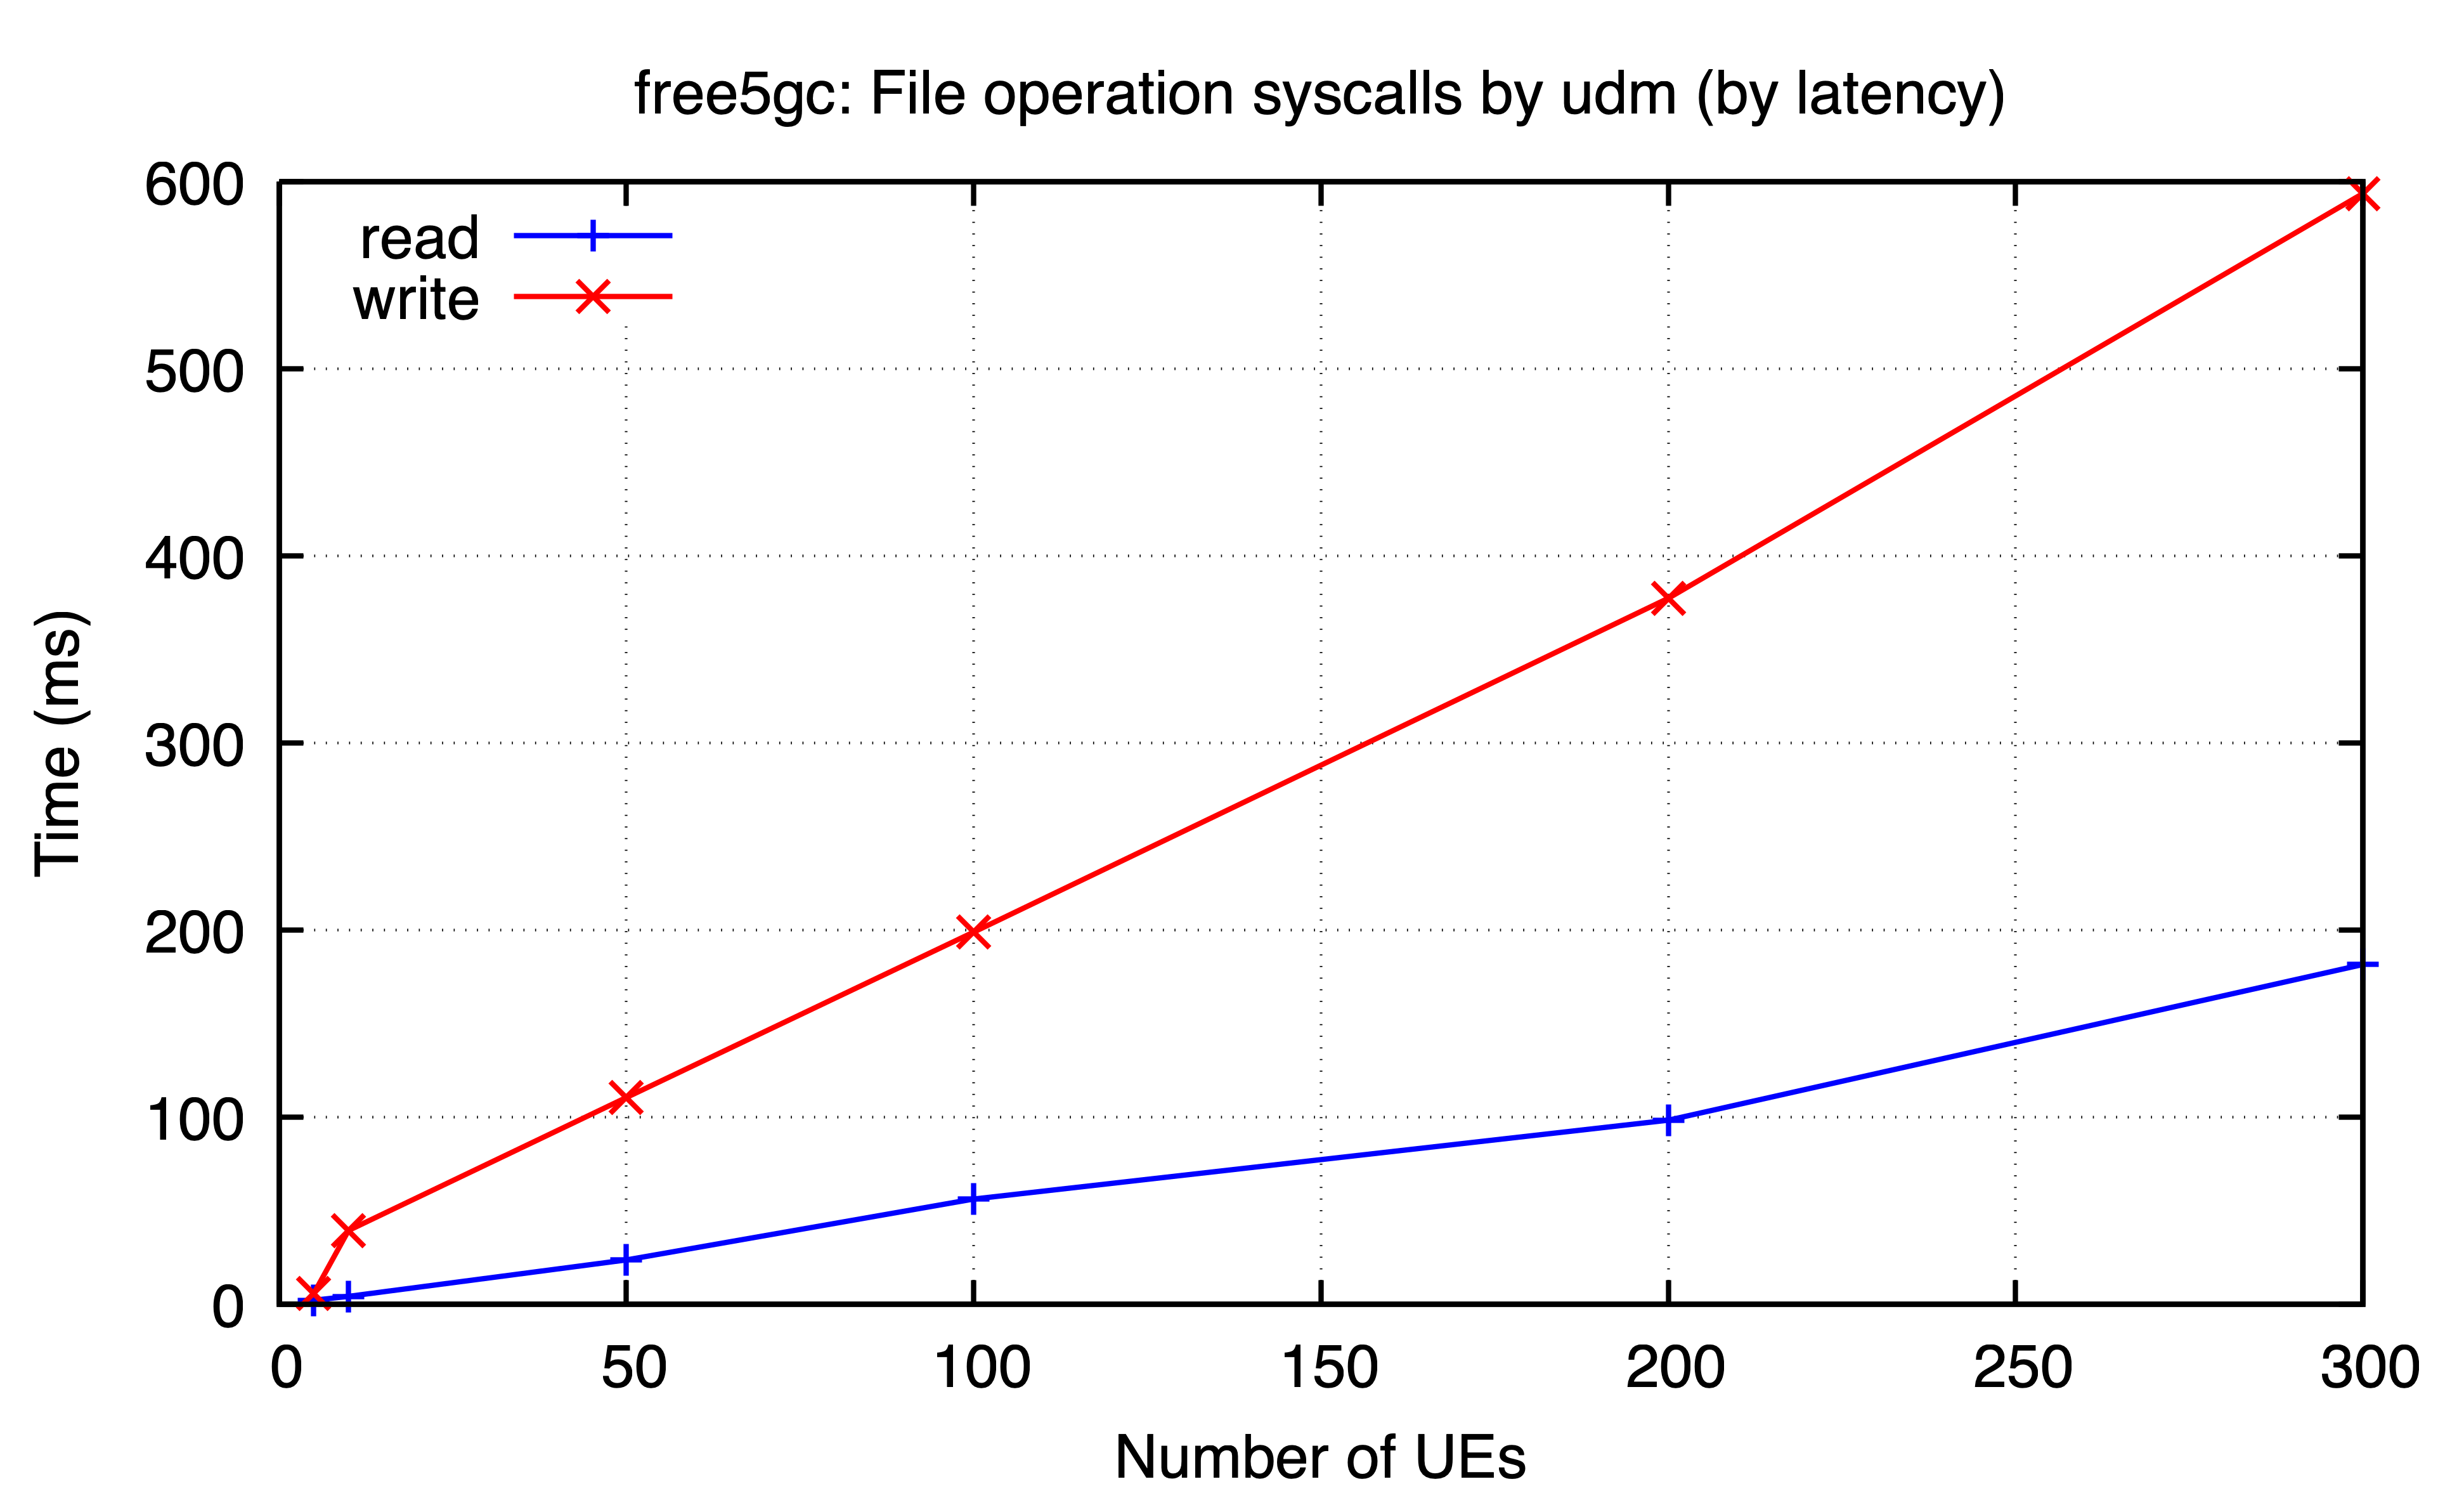 free5gc: File operation syscalls by udm (by latency)
600
500
400
300
200
100
0
read
write
Time (ms)
0 50 100 150 200 250 300
Number of UEs